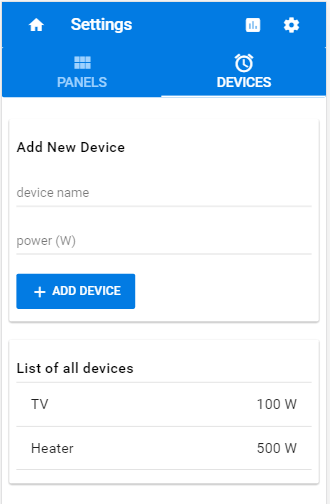 Settings
PANELS
DEVICES
Add New Device
device name
power (W)
+ ADD DEVICE
List of all devices
TV 100 W
Heater 500 W